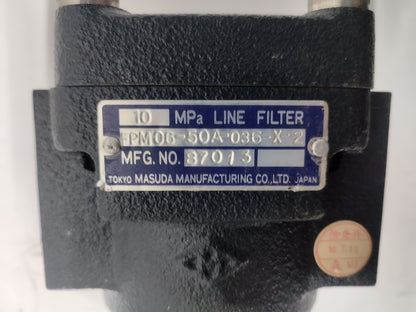 10 MPa LINE FILTER
FPM06-50A-036-X-2
MFG. NO. 87013
TOKYO MASUDA MANUFACTURING CO., LTD. JAPAN